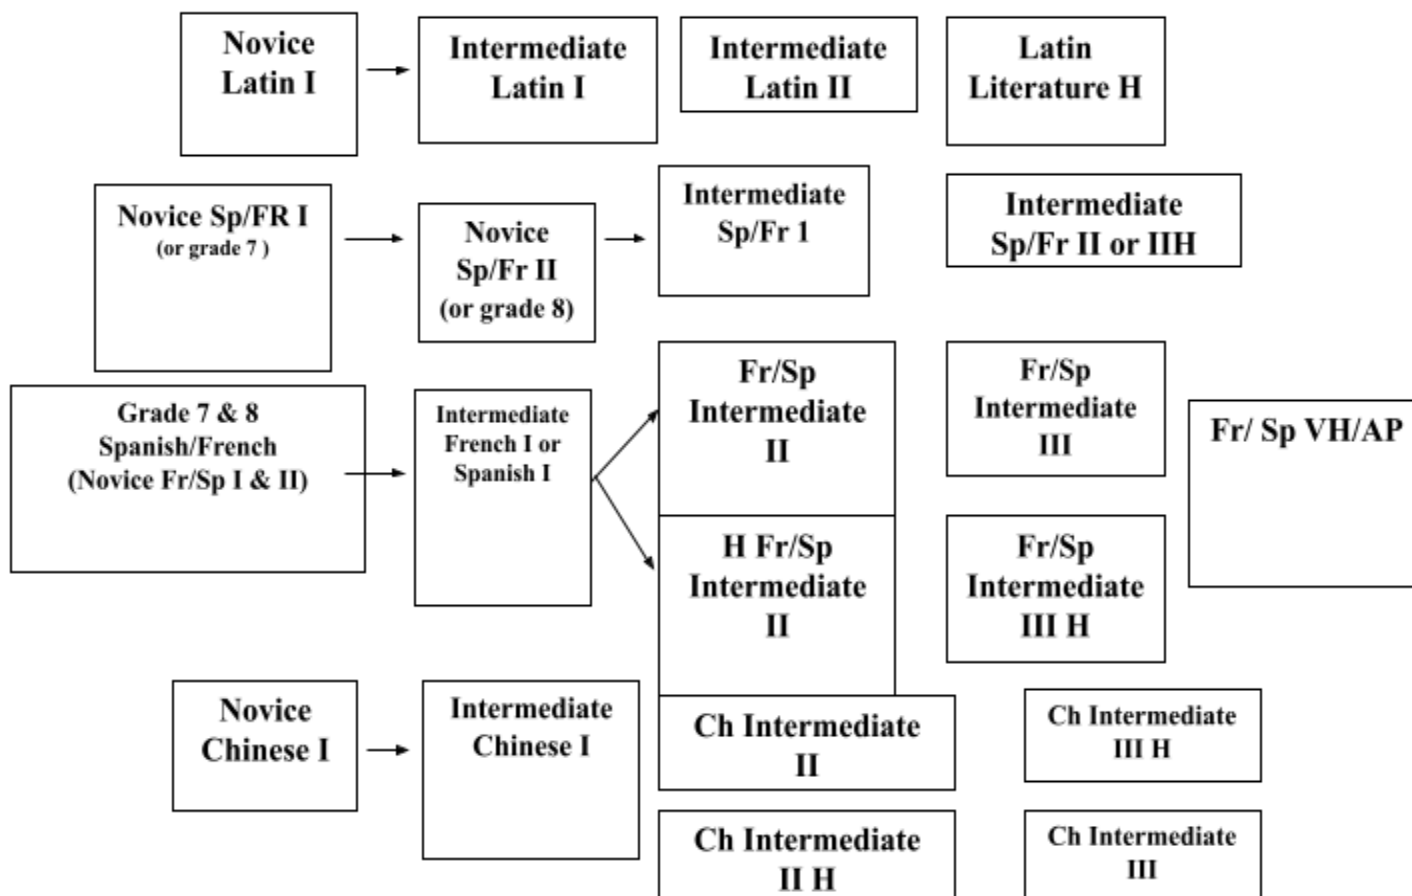 Novice
Latin I
Intermediate
Latin I
Intermediate
Latin II
Latin
Literature H
Novice Sp/FR I
(or grade 7 )
Novice
Sp/Fr II
(or grade 8)
Intermediate
Sp/Fr 1
Intermediate
Sp/Fr II or IIH
Grade 7 & 8
Spanish/French
(Novice Fr/Sp I & II)
Intermediate
French I or
Spanish I
Fr/Sp
Intermediate
II
Fr/Sp
Intermediate
III
Fr/ Sp VH/AP
H Fr/Sp
Intermediate
II
Fr/Sp
Intermediate
III H
Novice
Chinese I
Intermediate
Chinese I
Ch Intermediate
II
Ch Intermediate
III H
Ch Intermediate
II H
Ch Intermediate
III